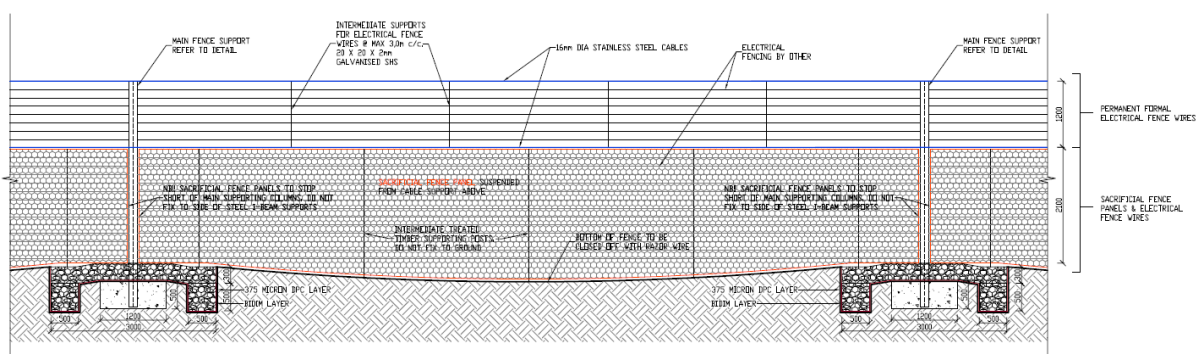 MAIN FENCE SUPPORT
REFER TO DETAIL
INTERMEDIATE SUPPORTS
FOR ELECTRICAL FENCE
WIRES @ MAX 3,0m c/c;
20 X 20 X 2mm
GALVANISED SHS
16mm DIA STAINLESS STEEL CABLES
ELECTRICAL
FENCING BY OTHER
MAIN FENCE SUPPORT
REFER TO DETAIL
1200
PERMANENT FORMAL
ELECTRICAL FENCE WIRES
NB! SACRIFICIAL FENCE PANELS TO STOP
SHORT OF MAIN SUPPORTING COLUMNS. DO NOT
FIX TO SIDE OF STEEL I-BEAM SUPPORTS
SACRIFICIAL FENCE PANEL SUSPENDED
FROM CABLE SUPPORT ABOVE
NB! SACRIFICIAL FENCE PANELS TO STOP
SHORT OF MAIN SUPPORTING COLUMNS. DO NOT
FIX TO SIDE OF STEEL I-BEAM SUPPORTS
2100
SACRIFICIAL FENCE
PANELS & ELECTRICAL
FENCE WIRES
INTERMEDIATE TREATED
TIMBER SUPPORTING POSTS.
DO NOT FIX TO GROUND
BOTTOM OF FENCE TO BE
CLOSED OFF WITH RAZOR WIRE
300
500
375 MICRON DPC LAYER
BIDIM LAYER
500
1200
500
3000
375 MICRON DPC LAYER
BIDIM LAYER
300
500
500
1200
500
3000